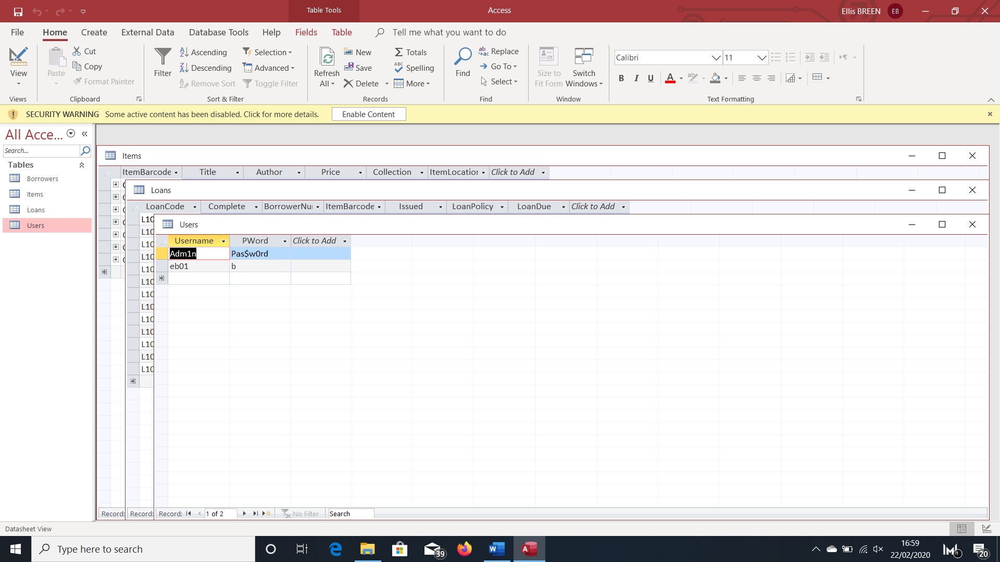 Table Tools
Access
Ellis BREEN
EB
File
Home
Create
External Data
Database Tools
Help
Fields
Table
Tell me what you want to do
View
Views
Paste
Cut
Copy
Format Painter
Clipboard
Filter
Ascending
Descending
Remove Sort
Selection
Advanced
Toggle Filter
Sort & Filter
Refresh
All
New
Save
Delete
Totals
Spelling
More
Records
Find
Replace
Go To
Select
Find
Size to
Fit Form
Switch
Windows
Window
Calibri
11
B I U A
Text Formatting
SECURITY WARNING Some active content has been disabled. Click for more details.
Enable Content
All Acce...
Search...
Tables
Borrowers
Items
Loans
Users
Items
ItemBarcode Title Author Price Collection ItemLocation Click to Add
Loans
LoanCode Complete BorrowerNu ItemBarcode Issued LoanPolicy LoanDue Click to Add
L10
L10
L10
L10
L10
L10
L10
L10
L10
L10
L10
L10
L10
Users
Username PWord Click to Add
Adm1n Pas$w0rd
eb01 b
Record:
Record:
Record: 1 of 2 No Filter Search
Datasheet View
Type here to search
39
16:59
22/02/2020
20